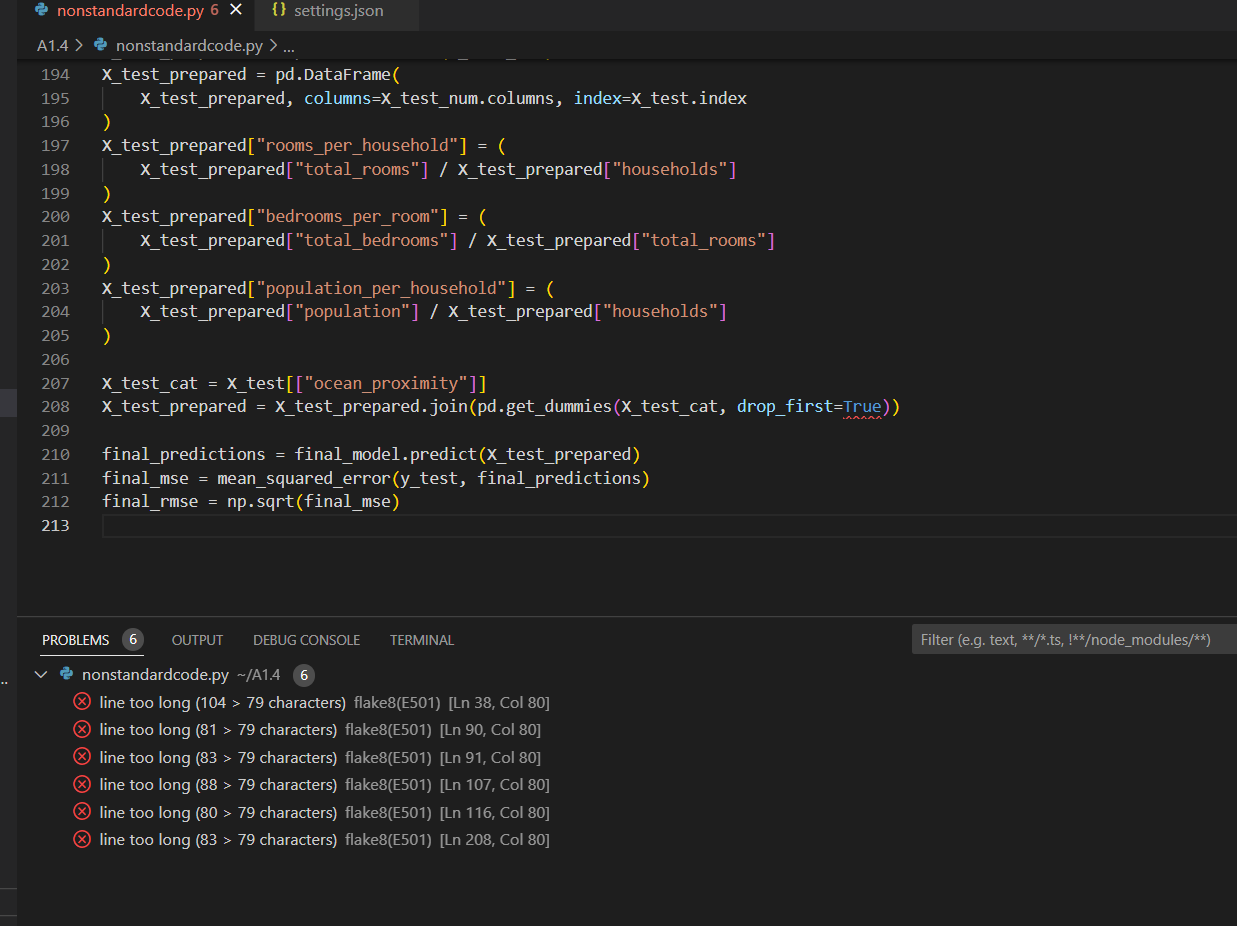 nonstandardcode.py 6 settings.json
A1.4 > nonstandardcode.py > ...
194 X_test_prepared = pd.DataFrame(
195     X_test_prepared, columns=X_test_num.columns, index=X_test.index
196 )
197 X_test_prepared["rooms_per_household"] = (
198     X_test_prepared["total_rooms"] / X_test_prepared["households"]
199 )
200 X_test_prepared["bedrooms_per_room"] = (
201     X_test_prepared["total_bedrooms"] / X_test_prepared["total_rooms"]
202 )
203 X_test_prepared["population_per_household"] = (
204     X_test_prepared["population"] / X_test_prepared["households"]
205 )
206
207 X_test_cat = X_test[["ocean_proximity"]]
208 X_test_prepared = X_test_prepared.join(pd.get_dummies(X_test_cat, drop_first=True))
209
210 final_predictions = final_model.predict(X_test_prepared)
211 final_mse = mean_squared_error(y_test, final_predictions)
212 final_rmse = np.sqrt(final_mse)
213
PROBLEMS 6 OUTPUT DEBUG CONSOLE TERMINAL Filter (e.g. text, **/*.ts, !**/node_modules/**)
nonstandardcode.py ~/A1.4 6
line too long (104 > 79 characters) flake8(E501) [Ln 38, Col 80]
line too long (81 > 79 characters) flake8(E501) [Ln 90, Col 80]
line too long (83 > 79 characters) flake8(E501) [Ln 91, Col 80]
line too long (88 > 79 characters) flake8(E501) [Ln 107, Col 80]
line too long (80 > 79 characters) flake8(E501) [Ln 116, Col 80]
line too long (83 > 79 characters) flake8(E501) [Ln 208, Col 80]